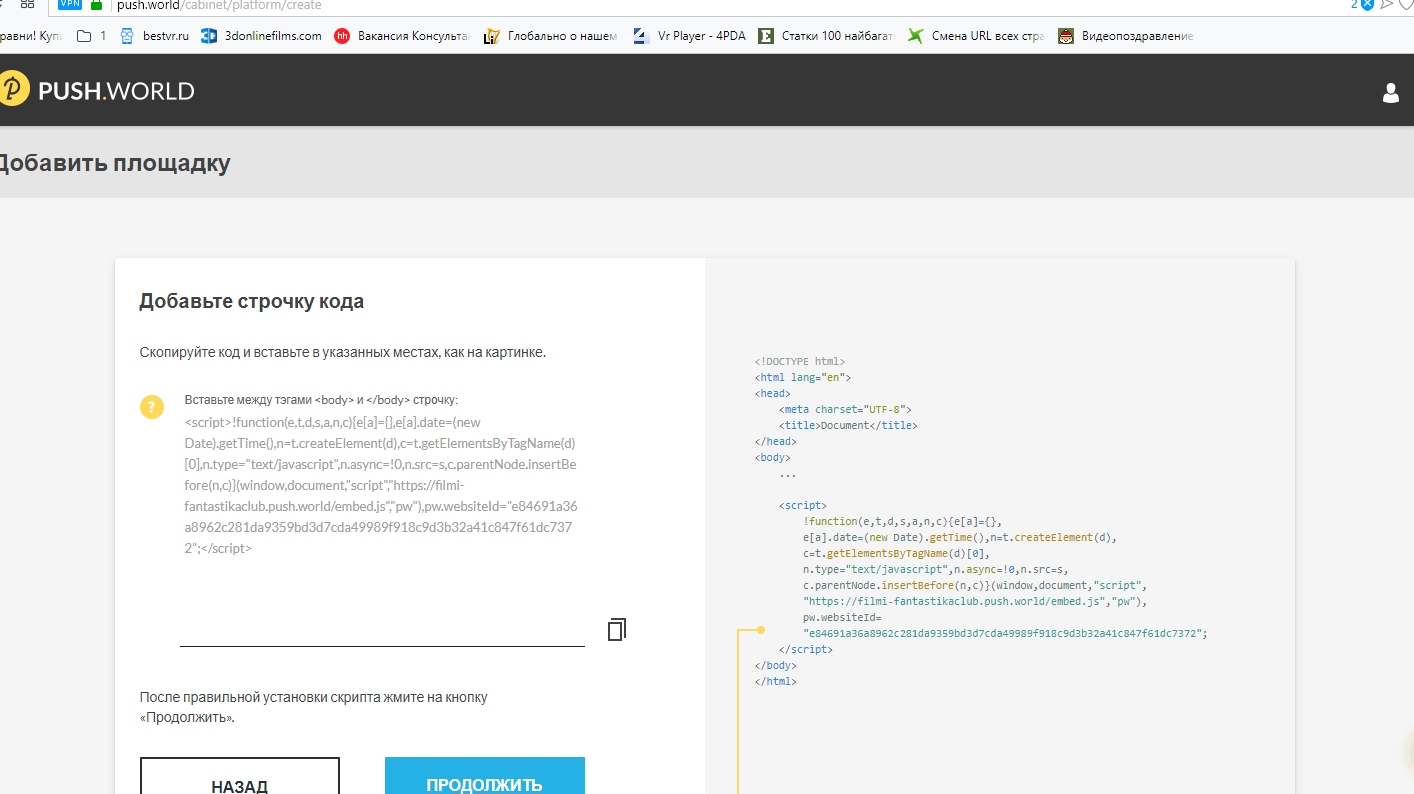 VPN
push.world/cabinet/platform/create
2
1
bestvr.ru
3donlinefilms.com
hh
Вакансия Консульта
Глобально о нашем
Vr Player - 4PDA
E
Статки 100 найбагат
Смена URL всех стра
Видеопоздравление
PUSH.WORLD
Добавить площадку
Добавьте строчку кода
Скопируйте код и вставьте в указанных местах, как на картинке.
?
Вставьте между тэгами <body> и </body> строчку:
<script>!function(e,t,d,s,a,n,c){e[a]={},e[a].date=(new
Date).getTime(),n=t.createElement(d),c=t.getElementsByTagName(d)
[0],n.type="text/javascript",n.async=!0,n.src=s,c.parentNode.insertBe
fore(n,c)}(window,document,"script","https://filmi-
fantastikaclub.push.world/embed.js","pw"),pw.websiteId="e84691a36
a8962c281da9359bd3d7cda49989f918c9d3b32a41c847f61dc737
2";</script>
После правильной установки скрипта жмите на кнопку
«Продолжить».
НАЗАД
ПРОДОЛЖИТЬ
<!DOCTYPE html>
<html lang="en">
<head>
<meta charset="UTF-8">
<title>Document</title>
</head>
<body>
...
<script>
!function(e,t,d,s,a,n,c){e[a]={},
e[a].date=(new Date).getTime(),n=t.createElement(d),
c=t.getElementsByTagName(d)[0],
n.type="text/javascript",n.async=!0,n.src=s,
c.parentNode.insertBefore(n,c)}(window,document,"script",
"https://filmi-fantastikaclub.push.world/embed.js","pw"),
pw.websiteId=
"e84691a36a8962c281da9359bd3d7cda49989f918c9d3b32a41c847f61dc7372";
</script>
</body>
</html>